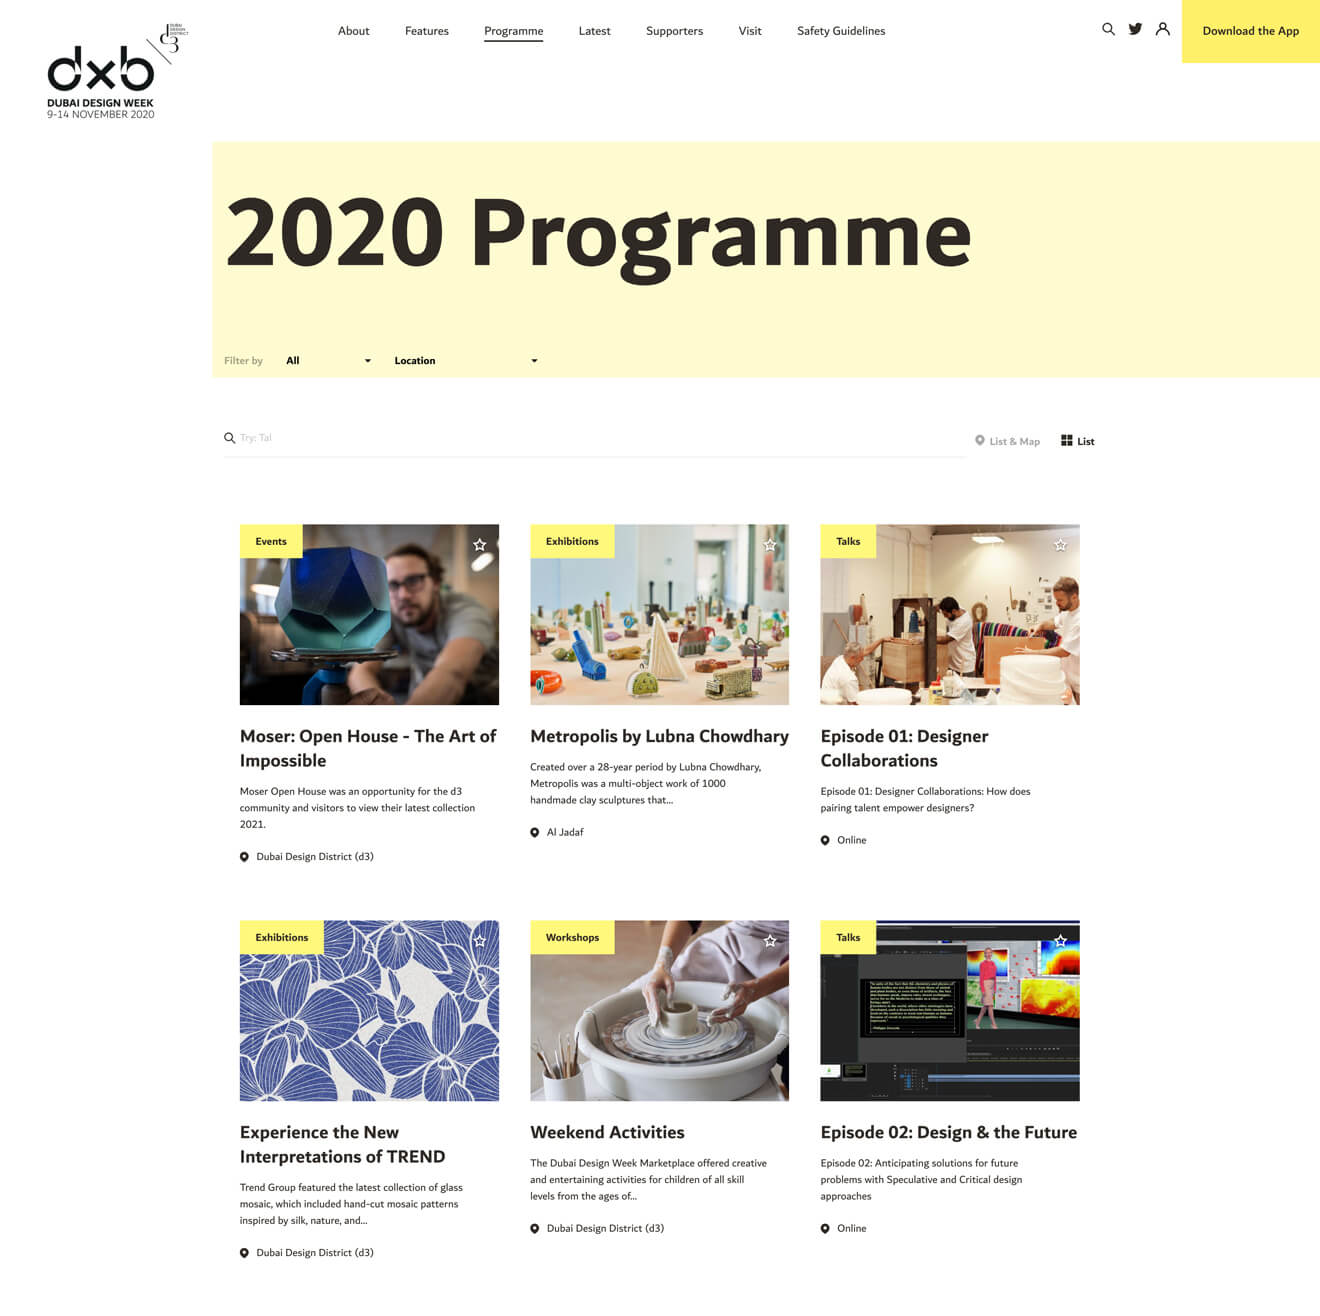 About
Features
Programme
Latest
Supporters
Visit
Safety Guidelines
Download the App
DUBAI
DESIGN
DISTRICT
d3
dxb
DUBAI DESIGN WEEK
9-14 NOVEMBER 2020
2020 Programme
Filter by
All
Location
Try: Tal
List & Map
List
Events
Moser: Open House - The Art of
Impossible
Moser Open House was an opportunity for the d3
community and visitors to view their latest collection
2021.
Dubai Design District (d3)
Exhibitions
Metropolis by Lubna Chowdhary
Created over a 28-year period by Lubna Chowdhary,
Metropolis was a multi-object work of 1000
handmade clay sculptures that...
Al Jadaf
Talks
Episode 01: Designer
Collaborations
Episode 01: Designer Collaborations: How does
pairing talent empower designers?
Online
Exhibitions
Experience the New
Interpretations of TREND
Trend Group featured the latest collection of glass
mosaic, which included hand-cut mosaic patterns
inspired by silk, nature, and...
Dubai Design District (d3)
Workshops
Weekend Activities
The Dubai Design Week Marketplace offered creative
and entertaining activities for children of all skill
levels from the ages of...
Dubai Design District (d3)
Talks
Episode 02: Design & the Future
Episode 02: Anticipating solutions for future
problems with Speculative and Critical design
approaches
Online